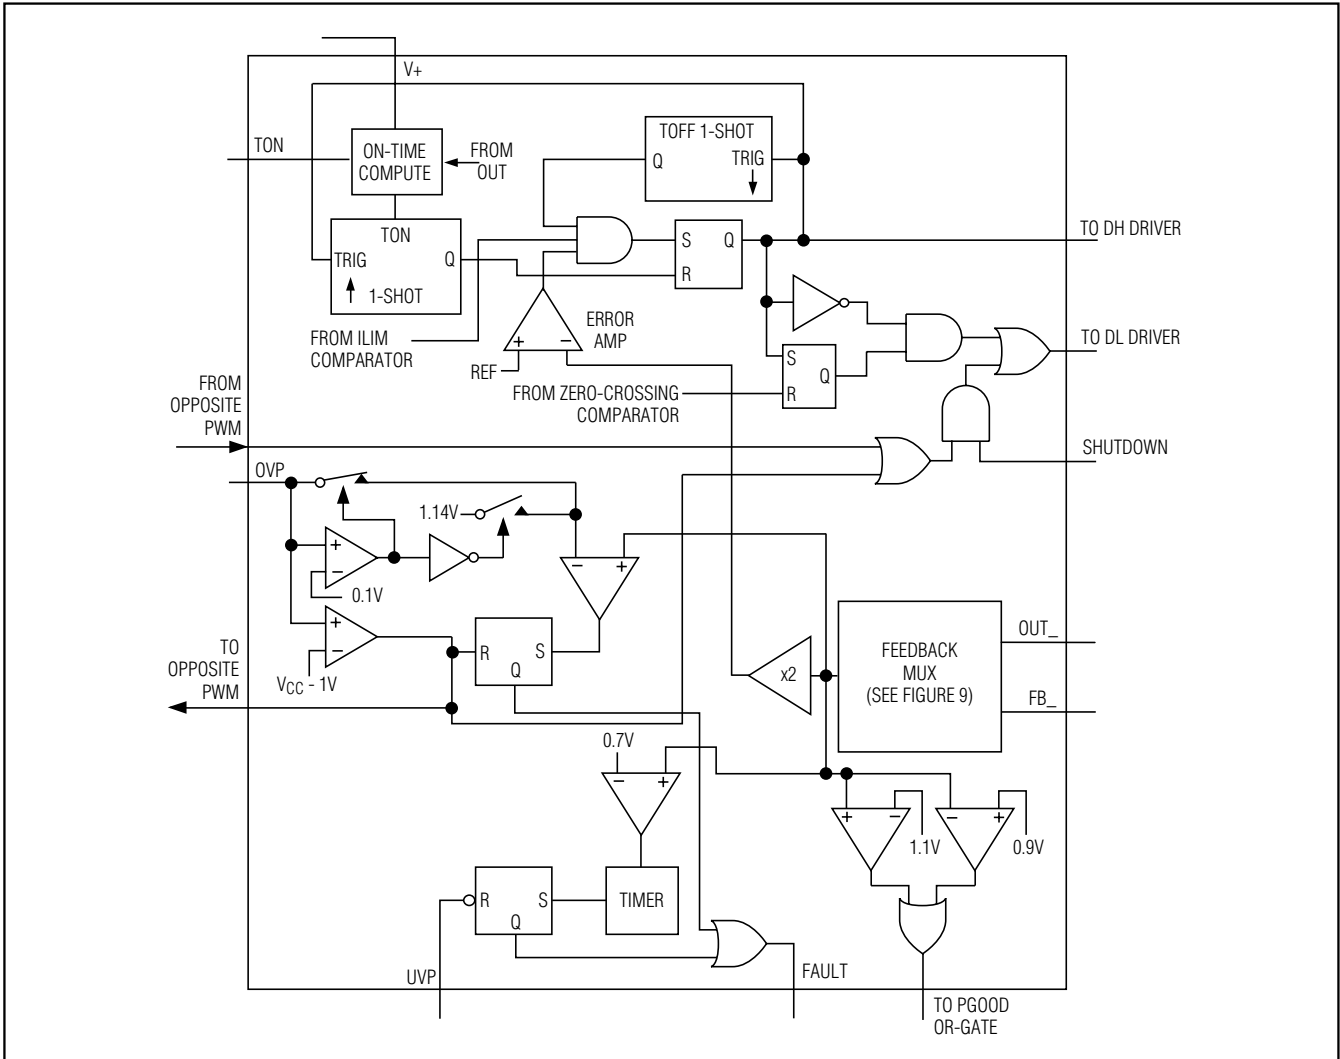 V+
TON
ON-TIME
COMPUTE
FROM
OUT
TOFF 1-SHOT
Q
TRIG
TON
TRIG
Q
1-SHOT
S
Q
R
TO DH DRIVER
FROM ILIM
COMPARATOR
+
−
ERROR
AMP
REF
S
Q
R
TO DL DRIVER
FROM ZERO-CROSSING
COMPARATOR
FROM
OPPOSITE
PWM
SHUTDOWN
OVP
1.14V
+
−
0.1V
−
+
+
−
VCC - 1V
TO
OPPOSITE
PWM
R
S
Q
x2
FEEDBACK
MUX
(SEE FIGURE 9)
OUT_
FB_
0.7V
−
+
+
−
1.1V
−
+
0.9V
R
S
Q
TIMER
UVP
FAULT
TO PGOOD
OR-GATE